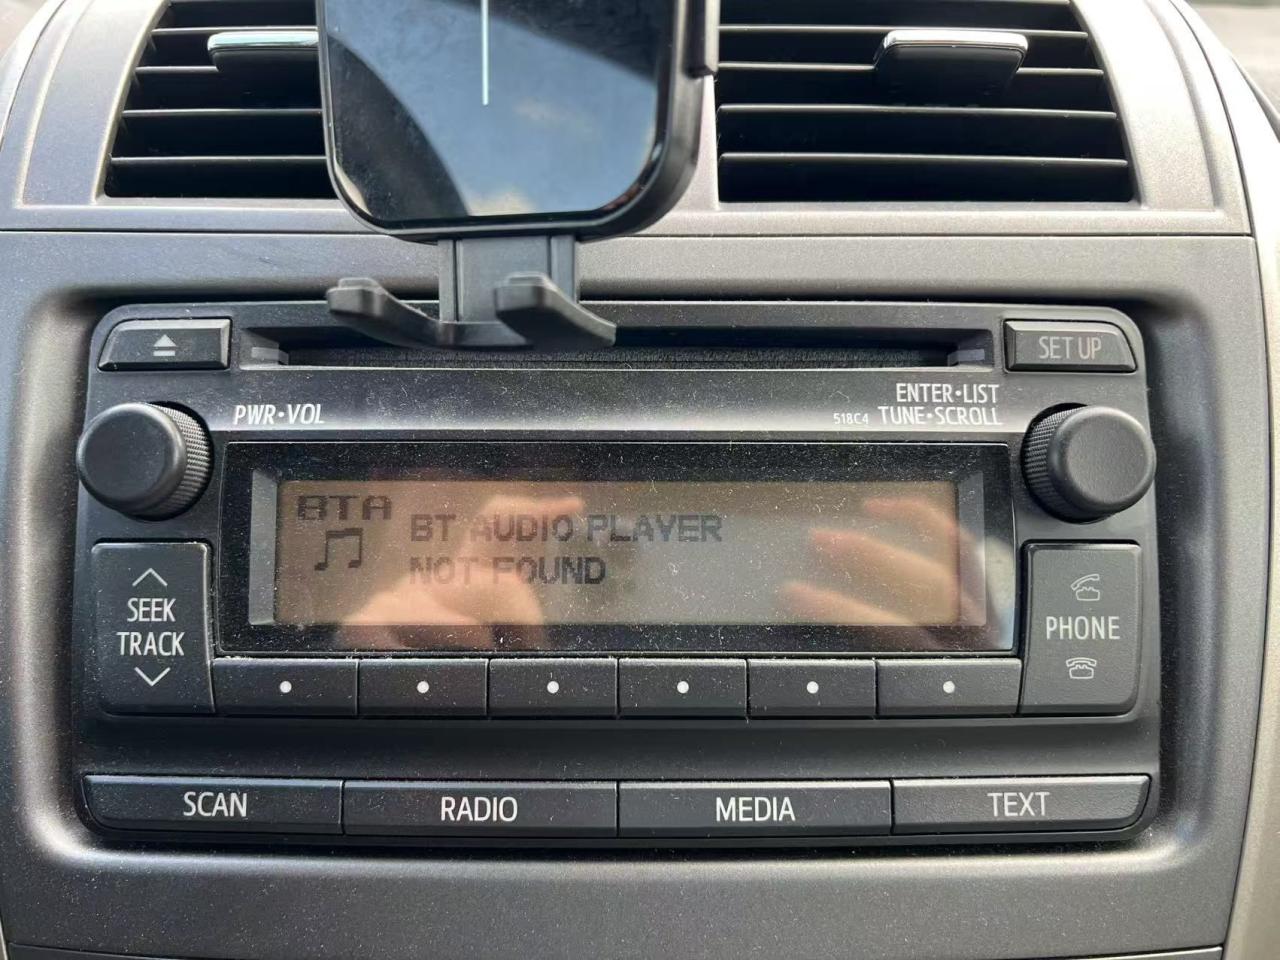 SET UP
PWR•VOL
ENTER•LIST
518C4 TUNE•SCROLL
BTA
BT AUDIO PLAYER
NOT FOUND
SEEK
TRACK
PHONE
SCAN
RADIO
MEDIA
TEXT